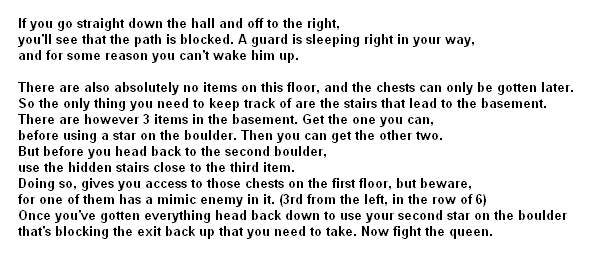 If you go straight down the hall and off to the right,
you'll see that the path is blocked. A guard is sleeping right in your way,
and for some reason you can't wake him up.

There are also absolutely no items on this floor, and the chests can only be gotten later.
So the only thing you need to keep track of are the stairs that lead to the basement.
There are however 3 items in the basement. Get the one you can,
before using a star on the boulder. Then you can get the other two.
But before you head back to the second boulder,
use the hidden stairs close to the third item.
Doing so, gives you access to those chests on the first floor, but beware,
for one of them has a mimic enemy in it. (3rd from the left, in the row of 6)
Once you've gotten everything head back down to use your second star on the boulder
that's blocking the exit back up that you need to take. Now fight the queen.